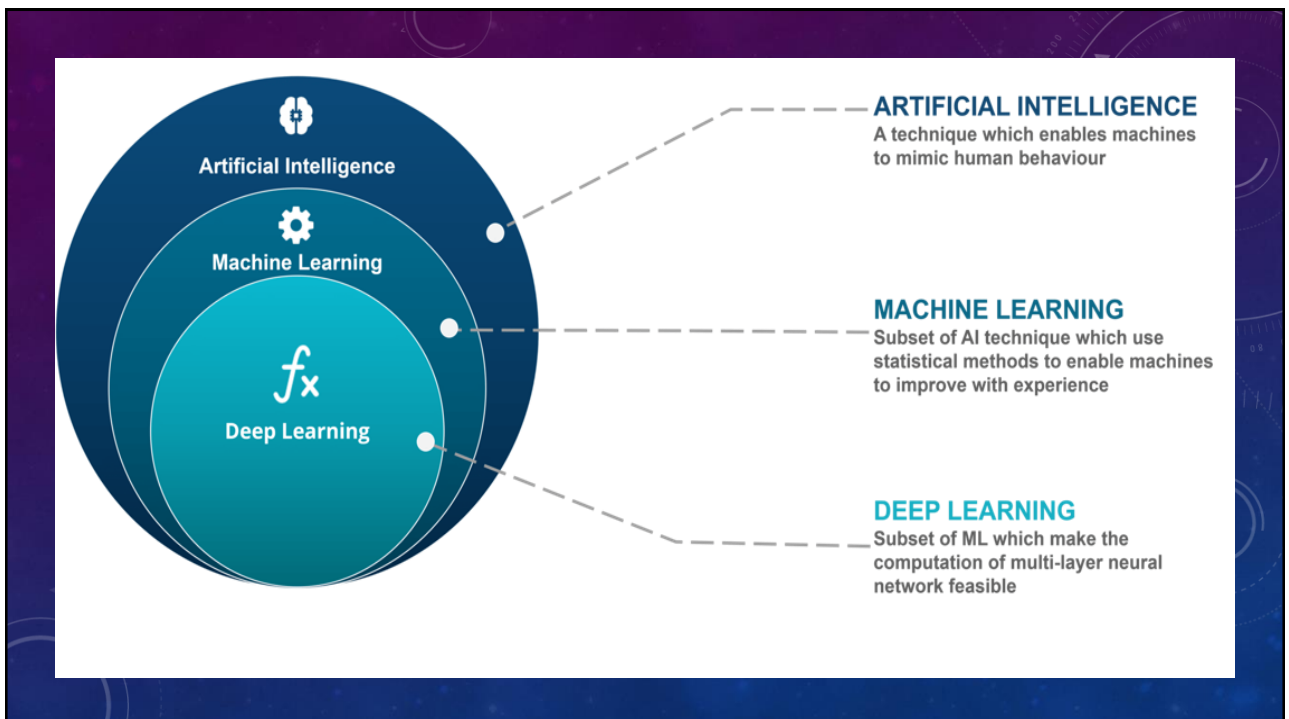 Artificial Intelligence
Machine Learning
fx
Deep Learning
ARTIFICIAL INTELLIGENCE
A technique which enables machines
to mimic human behaviour
MACHINE LEARNING
Subset of AI technique which use
statistical methods to enable machines
to improve with experience
DEEP LEARNING
Subset of ML which make the
computation of multi-layer neural
network feasible
200